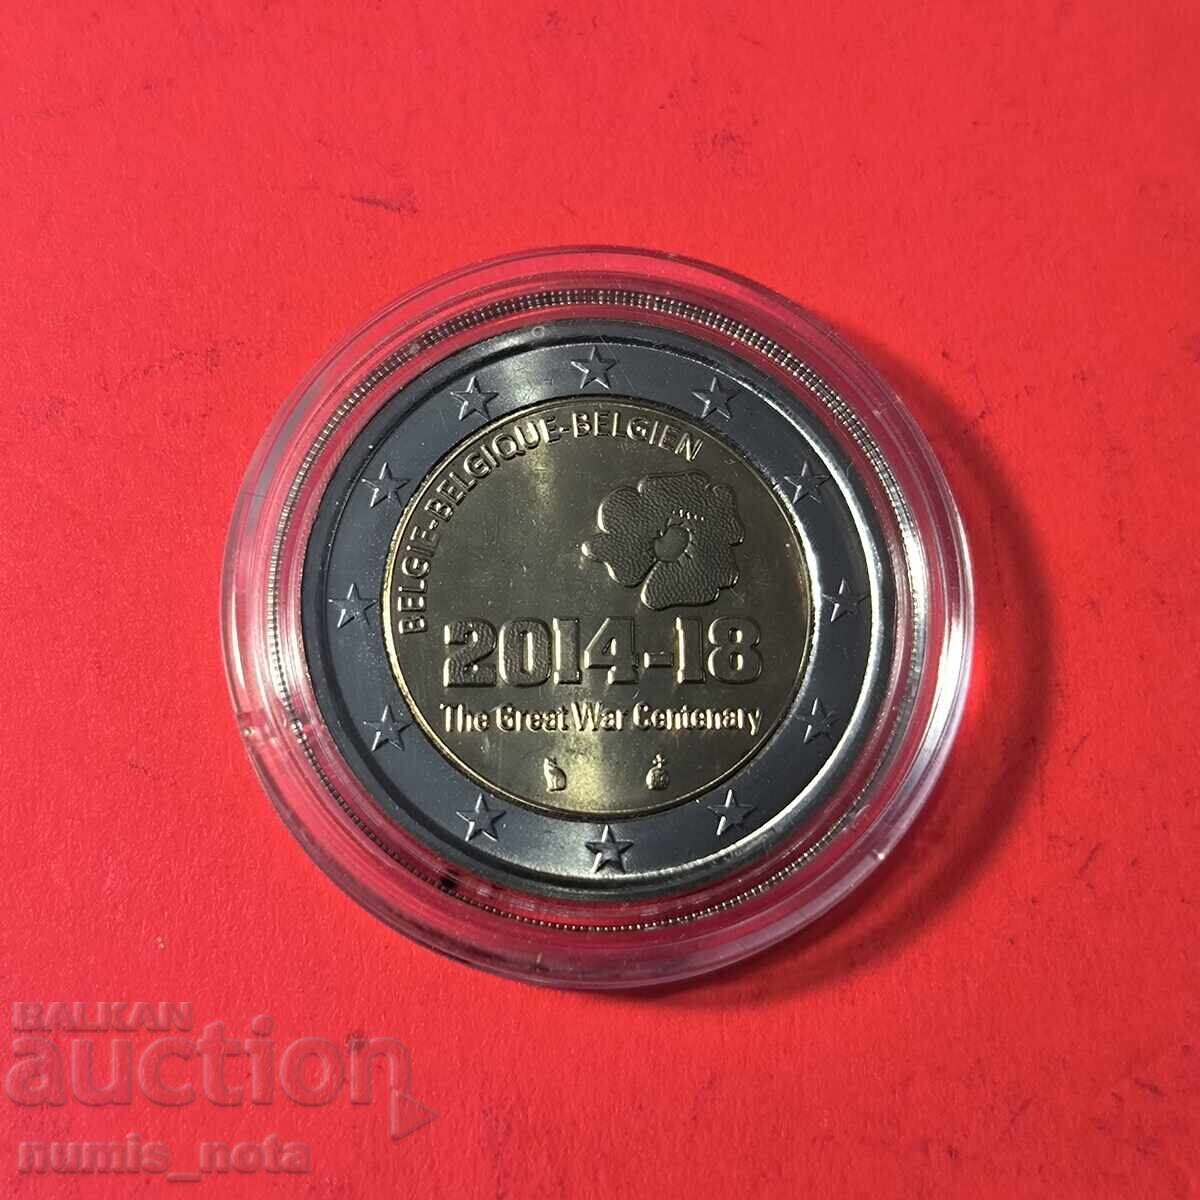 BELGIE-BELGIQUE-BELGIEN
2014-18
The Great War Centenary
BALKAN
auction
numis_nota